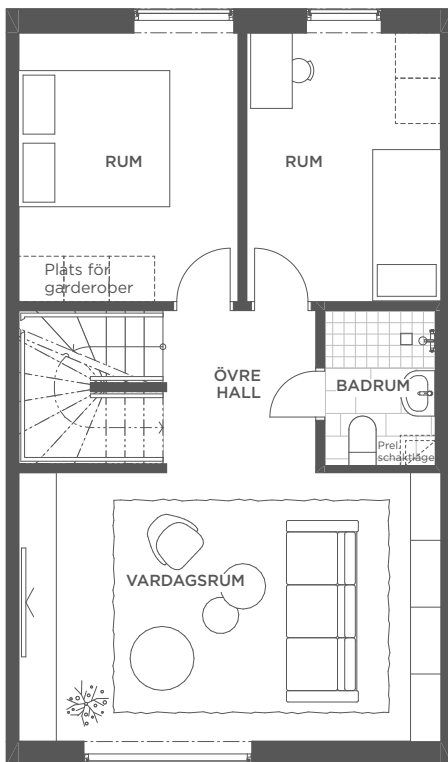 RUM
RUM
Plats för
garderober
ÖVRE
HALL
BADRUM
Prel.
schaktläge
VARDAGSRUM